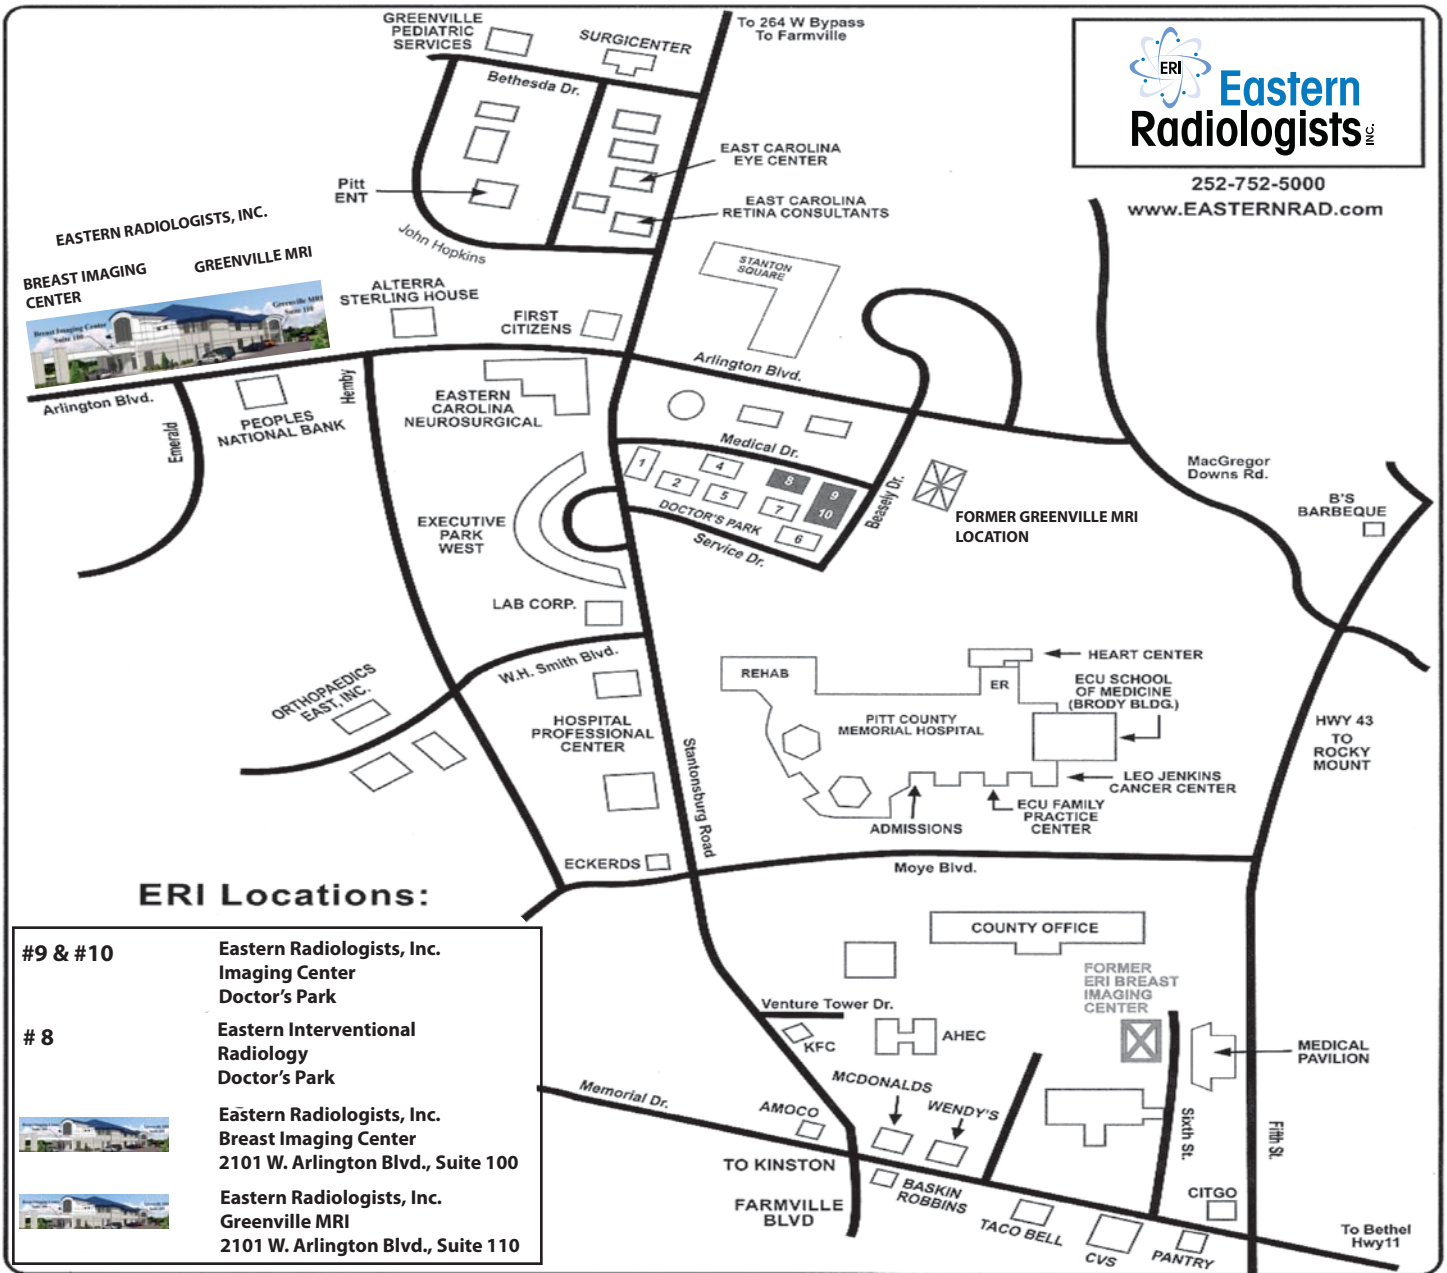 GREENVILLE
PEDIATRIC
SERVICES
SURGICENTER
To 264 W Bypass
To Farmville
ERI
Eastern
Radiologists INC.
252-752-5000
www.EASTERNRAD.com
Bethesda Dr.
EAST CAROLINA
EYE CENTER
Pitt
ENT
EAST CAROLINA
RETINA CONSULTANTS
John Hopkins
EASTERN RADIOLOGISTS, INC.
BREAST IMAGING
CENTER
GREENVILLE MRI
Breast Imaging Center
Suite 100
Greenville MRI
Suite 110
ALTERRA
STERLING HOUSE
FIRST
CITIZENS
STANTON
SQUARE
Arlington Blvd.
Arlington Blvd.
Emerald
PEOPLES
NATIONAL BANK
Hemby
EASTERN
CAROLINA
NEUROSURGICAL
Medical Dr.
1
4
2
5
8
9
7
10
6
DOCTOR'S PARK
Service Dr.
Beasely Dr.
FORMER GREENVILLE MRI
LOCATION
MacGregor
Downs Rd.
B'S
BARBEQUE
EXECUTIVE
PARK
WEST
LAB CORP.
W.H. Smith Blvd.
ORTHOPAEDICS
EAST, INC.
HOSPITAL
PROFESSIONAL
CENTER
Stantonsburg Road
REHAB
HEART CENTER
ER
ECU SCHOOL
OF MEDICINE
(BRODY BLDG.)
PITT COUNTY
MEMORIAL HOSPITAL
LEO JENKINS
CANCER CENTER
ECU FAMILY
PRACTICE
CENTER
ADMISSIONS
HWY 43
TO
ROCKY
MOUNT
ECKERDS
Moye Blvd.
COUNTY OFFICE
FORMER
ERI BREAST
IMAGING
CENTER
Venture Tower Dr.
KFC
AHEC
MEDICAL
PAVILION
MCDONALDS
WENDY'S
AMOCO
Memorial Dr.
Sixth St.
Fifth St.
TO KINSTON
FARMVILLE
BLVD
BASKIN
ROBBINS
TACO BELL
CVS
PANTRY
CITGO
To Bethel
Hwy11
ERI Locations:
#9 & #10
Eastern Radiologists, Inc.
Imaging Center
Doctor's Park
# 8
Eastern Interventional
Radiology
Doctor's Park
Eastern Radiologists, Inc.
Breast Imaging Center
2101 W. Arlington Blvd., Suite 100
Eastern Radiologists, Inc.
Greenville MRI
2101 W. Arlington Blvd., Suite 110